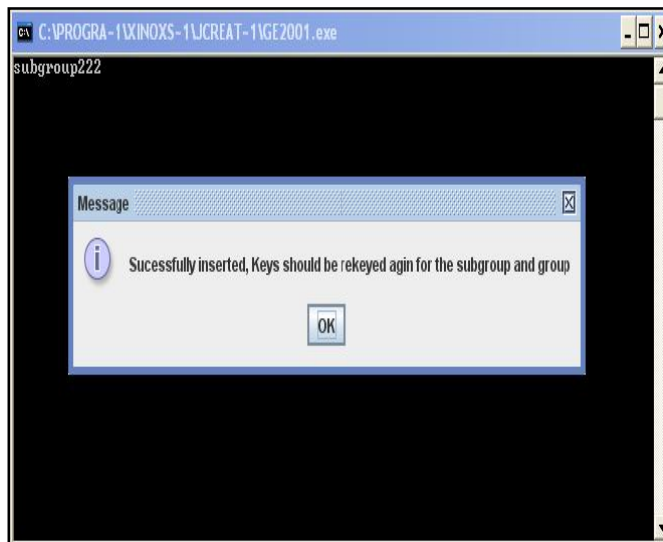 C:\PROGRA~1\XINOXS~1\JCREAT~1\GE2001.exe
subgroup222
Message
Sucessfully inserted, Keys should be rekeyed agin for the subgroup and group
OK